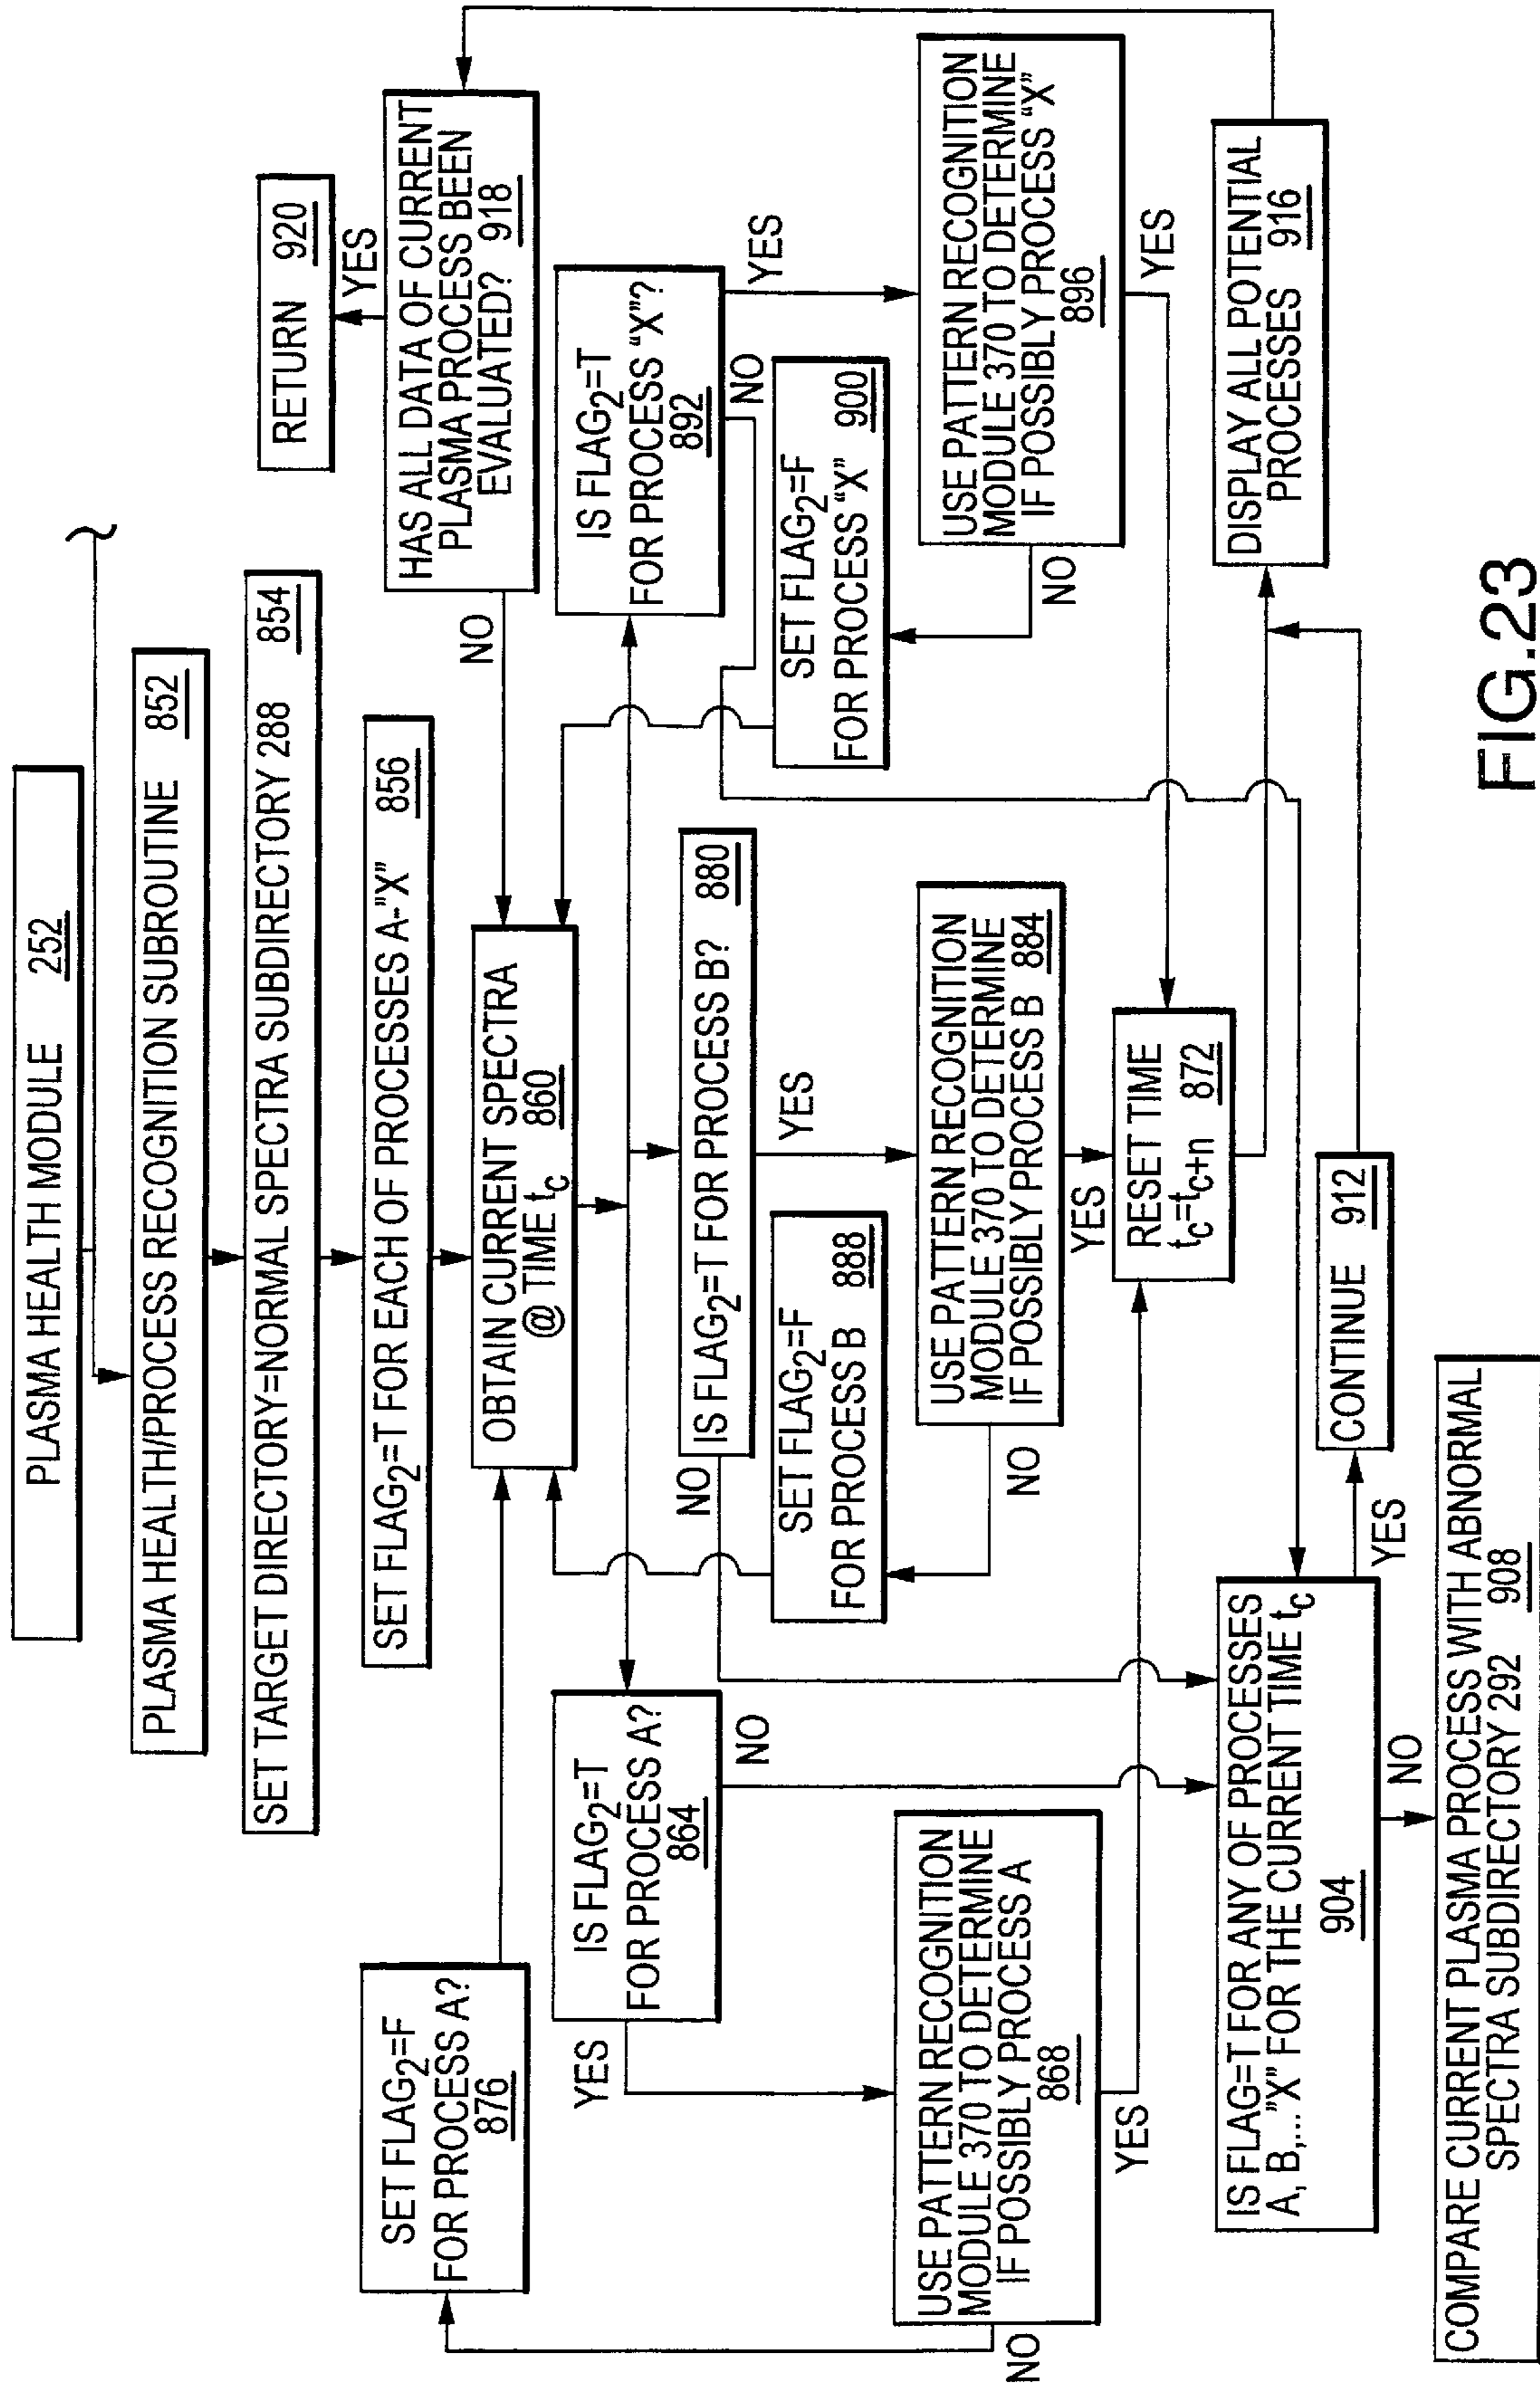 PLASMA HEALTH MODULE 252
PLASMA HEALTH/PROCESS RECOGNITION SUBROUTINE 852
SET TARGET DIRECTORY=NORMAL SPECTRA SUBDIRECTORY 288 854
SET FLAG2=T FOR EACH OF PROCESSES A-"X" 856
OBTAIN CURRENT SPECTRA
@ TIME tc 860
SET FLAG2=F
FOR PROCESS A?
876
IS FLAG2=T
FOR PROCESS A?
864
YES
NO
USE PATTERN RECOGNITION
MODULE 370 TO DETERMINE
IF POSSIBLY PROCESS A
868
NO
YES
IS FLAG2=T FOR PROCESS B? 880
NO
YES
SET FLAG2=F
FOR PROCESS B 888
USE PATTERN RECOGNITION
MODULE 370 TO DETERMINE
IF POSSIBLY PROCESS B 884
NO
YES
RESET TIME
tc=tc+n 872
RETURN 920
YES
HAS ALL DATA OF CURRENT
PLASMA PROCESS BEEN
EVALUATED? 918
NO
IS FLAG2=T
FOR PROCESS "X"?
892
YES
NO
SET FLAG2=F
FOR PROCESS "X" 900
USE PATTERN RECOGNITION
MODULE 370 TO DETERMINE
IF POSSIBLY PROCESS "X"
896
NO
YES
DISPLAY ALL POTENTIAL
PROCESSES 916
IS FLAG=T FOR ANY OF PROCESSES
A, B,..."X" FOR THE CURRENT TIME tc
904
YES
CONTINUE 912
NO
COMPARE CURRENT PLASMA PROCESS WITH ABNORMAL
SPECTRA SUBDIRECTORY 292 908
FIG.23